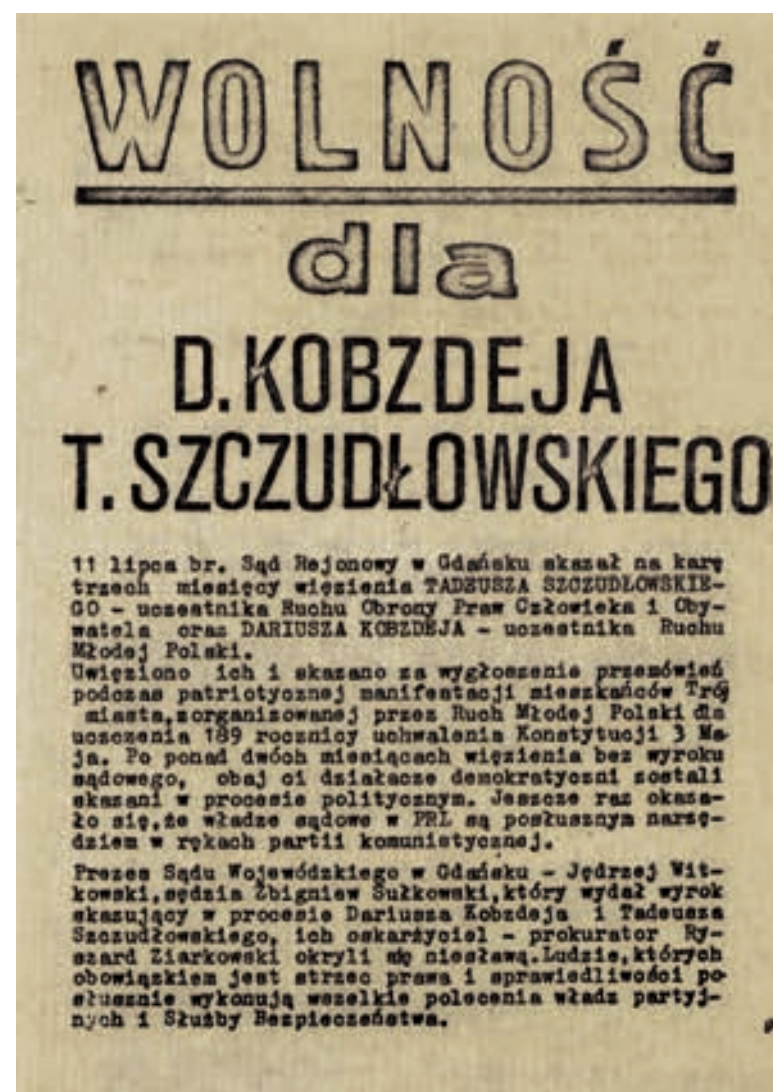 WOLNOŚĆ
dla
D. KOBZDEJA
T. SZCZUDŁOWSKIEGO
11 lipca br. Sąd Rejonowy w Gdańsku skazał na karę
trzech miesięcy więzienia TADEUSZA SZCZUDŁOWSKIE-
GO - uczestnika Ruchu Obrony Praw Człowieka i Oby-
watela oraz DARIUSZA KOBZDEJA - uczestnika Ruchu
Młodej Polski.
Uwięziono ich i skazano za wygłoszenie przemówień
podczas patriotycznej manifestacji mieszkańców Trój
miasta,zorganizowanej przez Ruch Młodej Polski dla
uczczenia 189 rocznicy uchwalenia Konstytucji 3 Ma-
ja. Po ponad dwóch miesiącach więzienia bez wyroku
sądowego, obaj ci działacze demokratyczni zostali
skazani w procesie politycznym. Jeszcze raz okaza-
ło się,że władze sądowe w PRL są posłusznym narzę-
dziem w rękach partii komunistycznej.
Prezes Sądu Wojewódzkiego w Gdańsku - Jędrzej Wit-
kowski,sędzia Zbigniew Sułkowski,który wydał wyrok
skazujący w procesie Dariusza Kobzdeja i Tadeusza
Szczudłowskiego, ich oskarżyciel - prokurator Ry-
szard Ziarkowski okryli się niesławą.Ludzie,których
obowiązkiem jest strzec prawa i sprawiedliwości po-
słusznie wykonują wszelkie polecenia władz partyj-
nych i Służby Bezpieczeństwa.